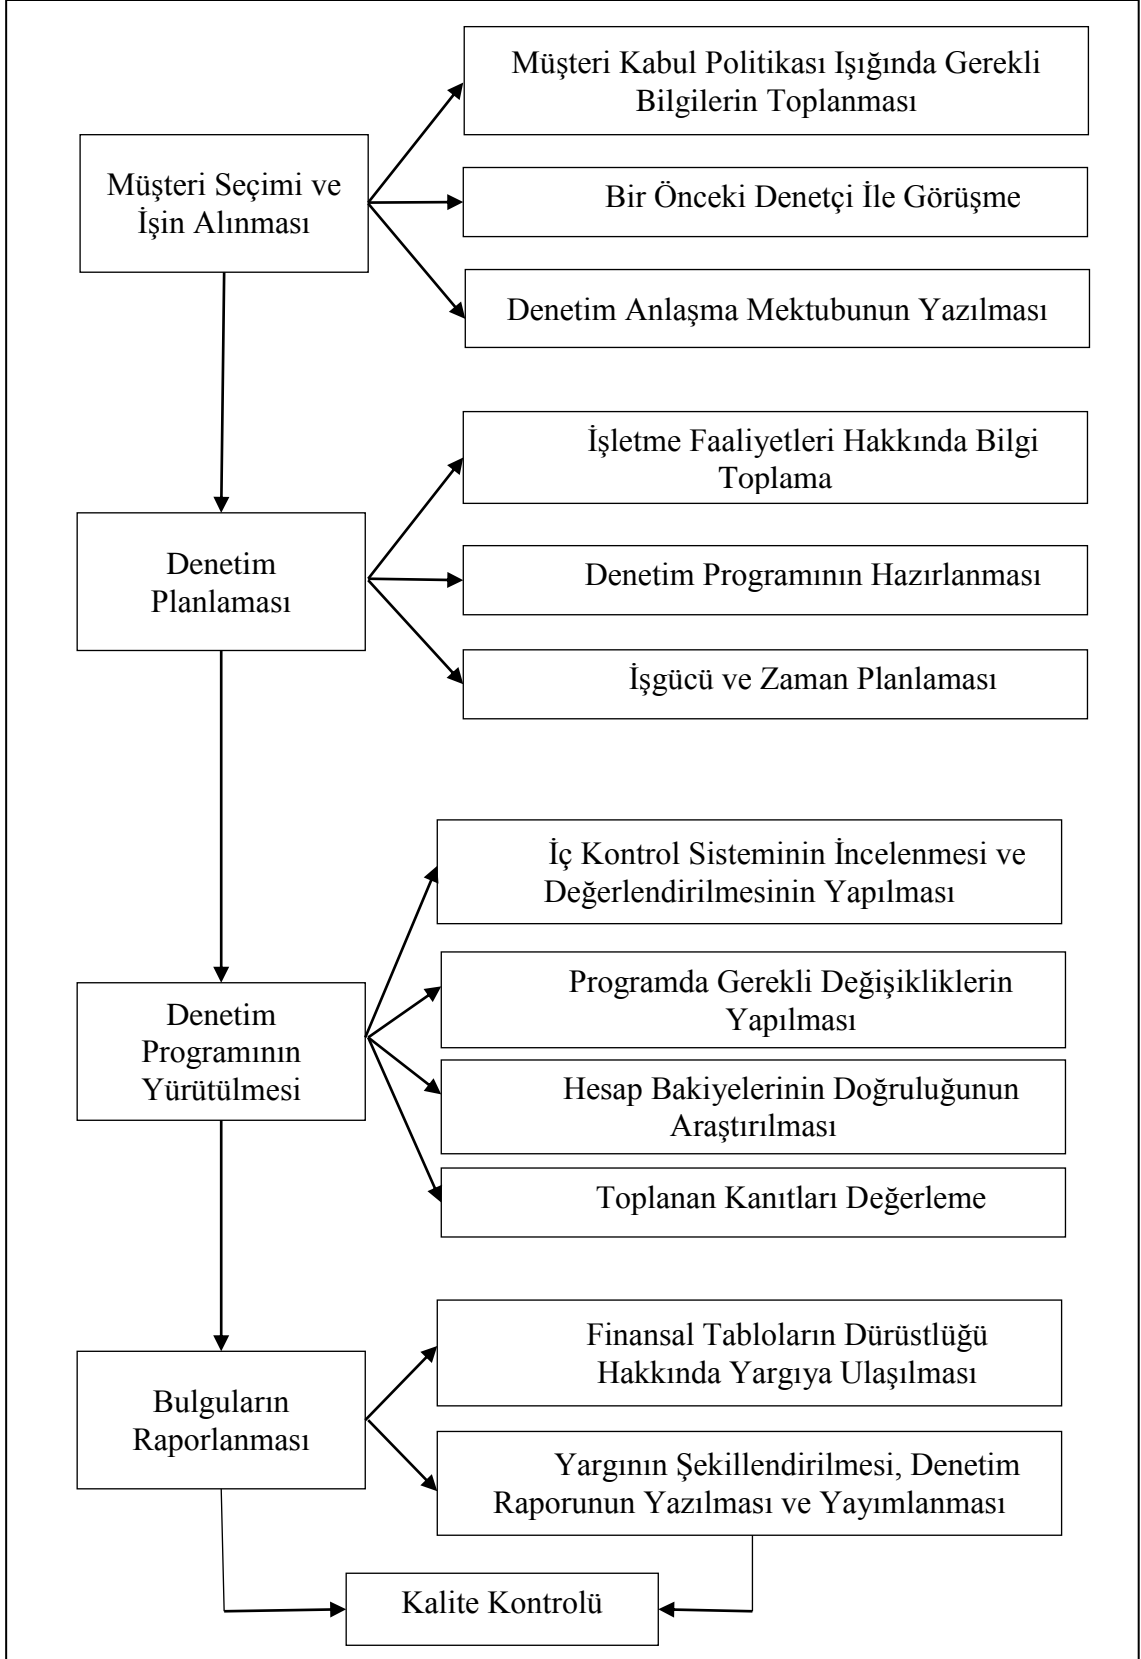 Müşteri Seçimi ve
İşin Alınması
Müşteri Kabul Politikası Işığında Gerekli
Bilgilerin Toplanması
Bir Önceki Denetçi İle Görüşme
Denetim Anlaşma Mektubunun Yazılması
Denetim
Planlaması
İşletme Faaliyetleri Hakkında Bilgi
Toplama
Denetim Programının Hazırlanması
İşgücü ve Zaman Planlaması
Denetim
Programının
Yürütülmesi
İç Kontrol Sisteminin İncelenmesi ve
Değerlendirilmesinin Yapılması
Programda Gerekli Değişikliklerin
Yapılması
Hesap Bakiyelerinin Doğruluğunun
Araştırılması
Toplanan Kanıtları Değerleme
Bulguların
Raporlanması
Finansal Tabloların Dürüstlüğü
Hakkında Yargıya Ulaşılması
Yargının Şekillendirilmesi, Denetim
Raporunun Yazılması ve Yayımlanması
Kalite Kontrolü